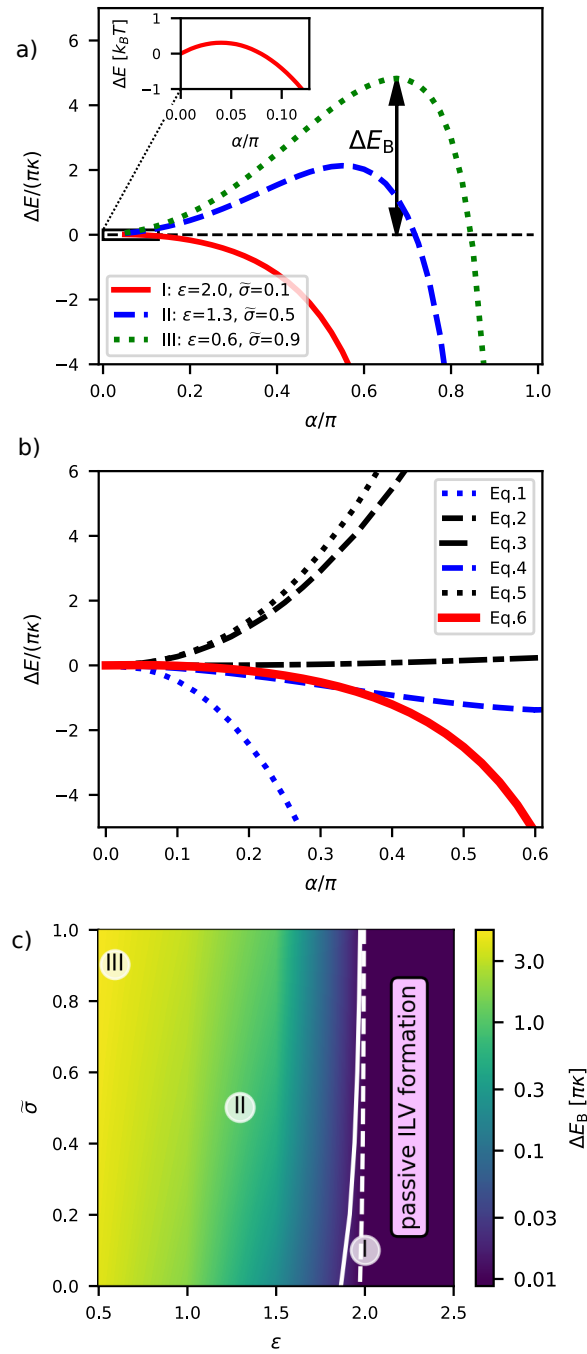 a)
ΔE [k_BT]
1
0
−1
0.00 0.05 0.10
α/π
ΔE/(πκ)
6
4
2
0
−2
−4
ΔE_B
I: ε=2.0, σ̃=0.1
II: ε=1.3, σ̃=0.5
III: ε=0.6, σ̃=0.9
0.0 0.2 0.4 0.6 0.8 1.0
α/π
b)
ΔE/(πκ)
6
4
2
0
−2
−4
Eq.1
Eq.2
Eq.3
Eq.4
Eq.5
Eq.6
0.0 0.1 0.2 0.3 0.4 0.5 0.6
α/π
c)
σ̃
1.0
0.8
0.6
0.4
0.2
0.0
III
II
I
passive ILV formation
0.5 1.0 1.5 2.0 2.5
ε
3.0
1.0
0.3
0.1
0.03
0.01
ΔE_B [πκ]